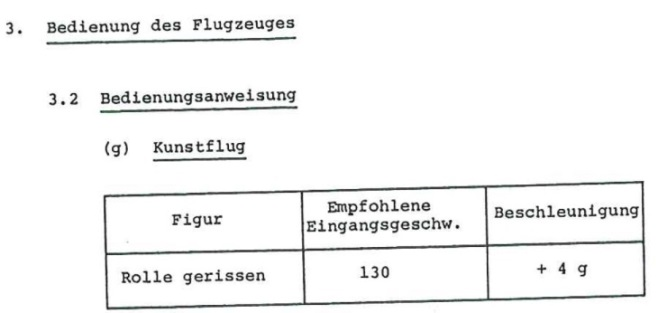 3. Bedienung des Flugzeuges
3.2 Bedienungsanweisung
(g) Kunstflug
Figur Empfohlene Eingangsgeschw. Beschleunigung
Rolle gerissen 130 + 4 g